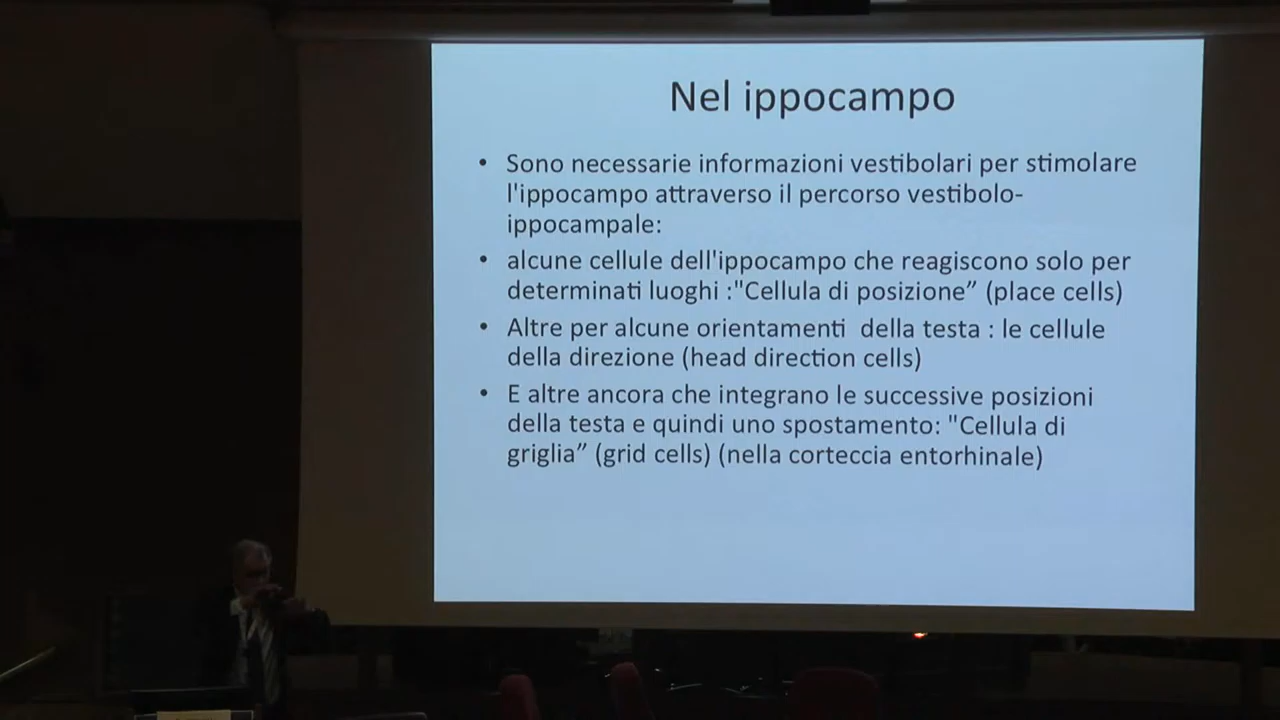 Nel ippocampo
• Sono necessarie informazioni vestibolari per stimolare
l'ippocampo attraverso il percorso vestibolo-
ippocampale:
• alcune cellule dell'ippocampo che reagiscono solo per
determinati luoghi :"Cellula di posizione” (place cells)
• Altre per alcune orientamenti  della testa : le cellule
della direzione (head direction cells)
• E altre ancora che integrano le successive posizioni
della testa e quindi uno spostamento: "Cellula di
griglia” (grid cells) (nella corteccia entorhinale)